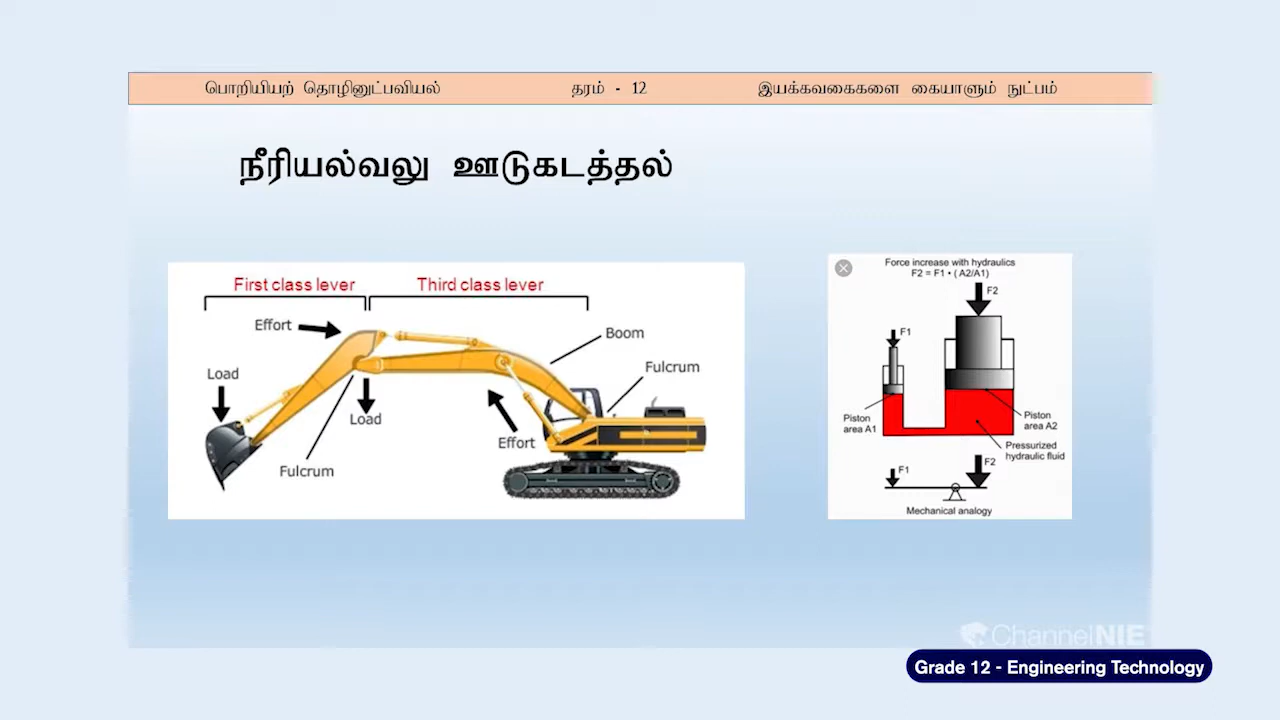 பொறியியற் தொழினுட்பவியல் தரம் - 12 இயக்கவகைகளை கையாளும் நுட்பம்
நீரியல்வலு ஊடுகடத்தல்
First class lever Third class lever
Effort
Boom
Fulcrum
Load
Load
Effort
Fulcrum
Force increase with hydraulics
F2 = F1 • ( A2/A1)
F2
F1
Piston
area A1
Piston
area A2
Pressurized
hydraulic fluid
F1
F2
Mechanical analogy
ChannelNIE
Grade 12 - Engineering Technology